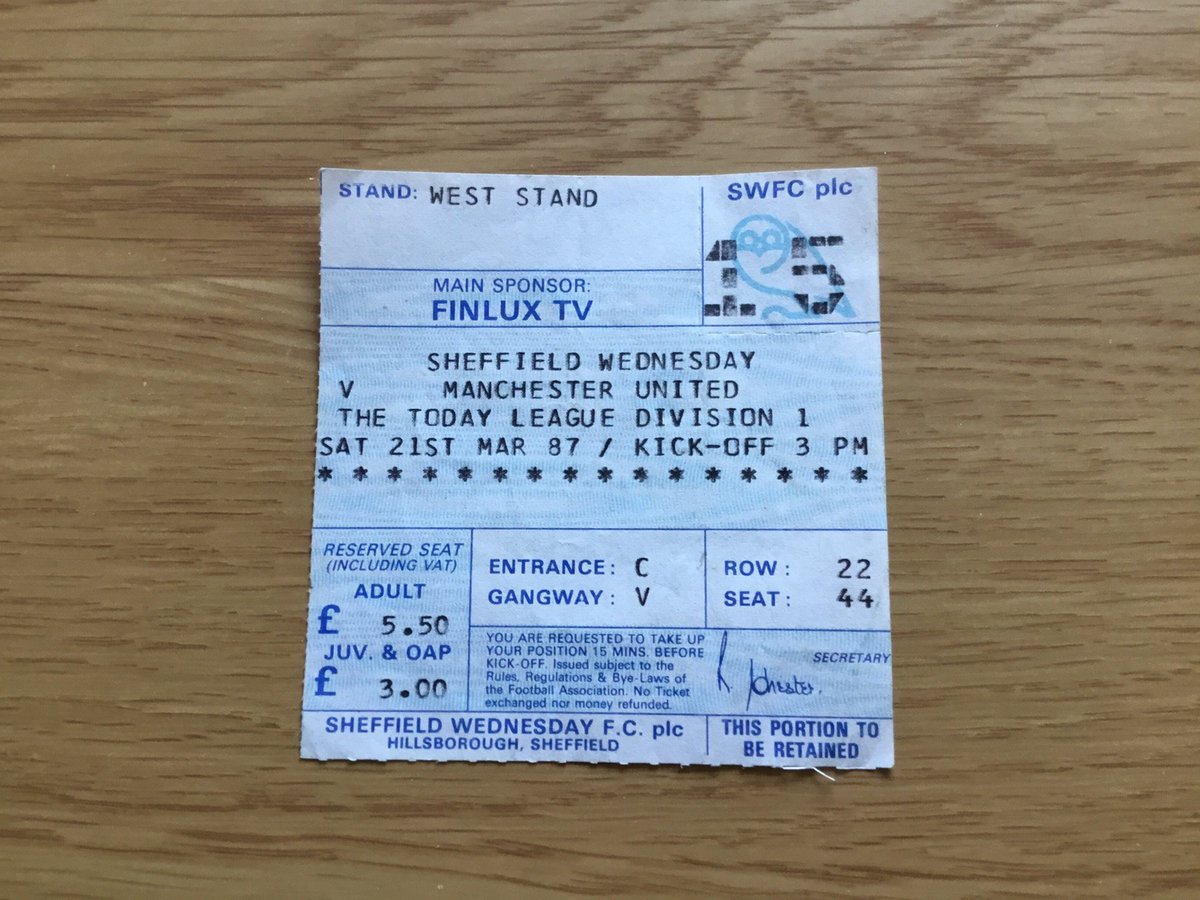 STAND: WEST STAND
SWFC plc
15
MAIN SPONSOR:
FINLUX TV
SHEFFIELD WEDNESDAY
V MANCHESTER UNITED
THE TODAY LEAGUE DIVISION 1
SAT 21ST MAR 87 / KICK-OFF 3 PM
* * * * * * * * * * * * * * * *
RESERVED SEAT
(INCLUDING VAT)
ADULT
£ 5.50
JUV. & OAP
£ 3.00
ENTRANCE: C
GANGWAY: V
ROW: 22
SEAT: 44
YOU ARE REQUESTED TO TAKE UP
YOUR POSITION 15 MINS. BEFORE
KICK-OFF. Issued subject to the
Rules, Regulations & Bye-Laws of
the Football Association. No Ticket
exchanged nor money refunded.
SECRETARY
SHEFFIELD WEDNESDAY F.C. plc
HILLSBOROUGH, SHEFFIELD
THIS PORTION TO
BE RETAINED